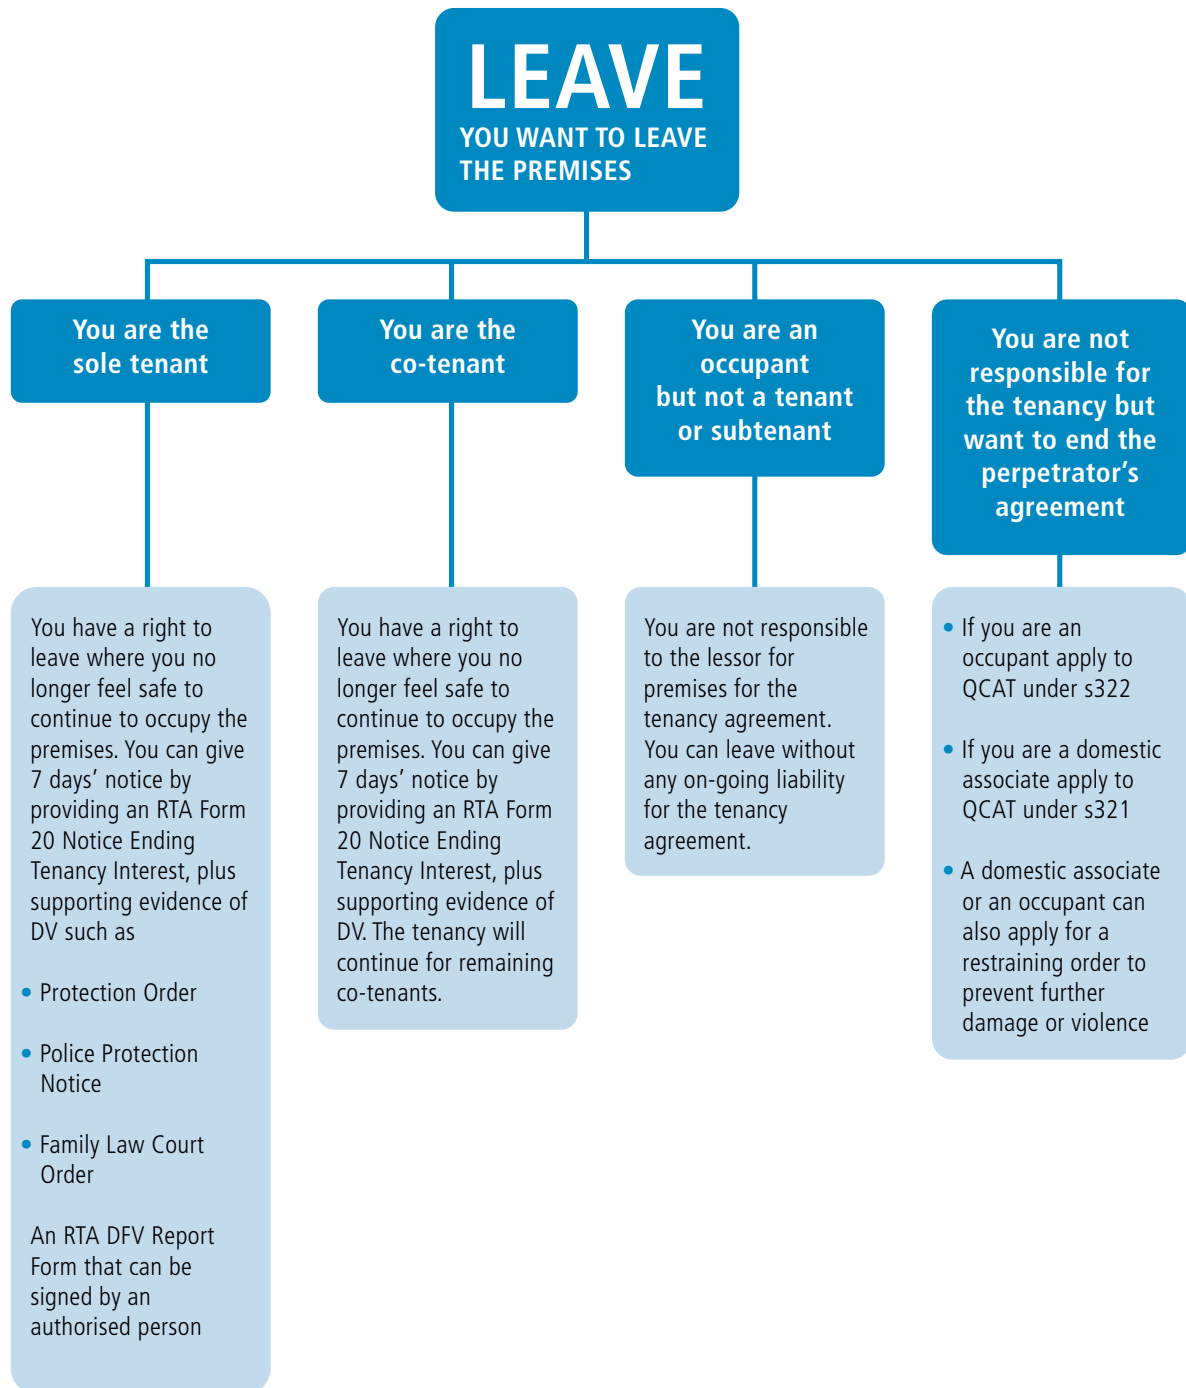 LEAVE
YOU WANT TO LEAVE
THE PREMISES
You are the
sole tenant
You have a right to
leave where you no
longer feel safe to
continue to occupy the
premises. You can give
7 days’ notice by
providing an RTA Form
20 Notice Ending
Tenancy Interest, plus
supporting evidence of
DV such as
• Protection Order
• Police Protection
Notice
• Family Law Court
Order
An RTA DFV Report
Form that can be
signed by an
authorised person
You are the
co-tenant
You have a right to
leave where you no
longer feel safe to
continue to occupy the
premises. You can give
7 days’ notice by
providing an RTA Form
20 Notice Ending
Tenancy Interest, plus
supporting evidence of
DV. The tenancy will
continue for remaining
co-tenants.
You are an
occupant
but not a tenant
or subtenant
You are not responsible
to the lessor for
premises for the
tenancy agreement.
You can leave without
any on-going liability
for the tenancy
agreement.
You are not
responsible for
the tenancy but
want to end the
perpetrator’s
agreement
• If you are an
occupant apply to
QCAT under s322
• If you are a domestic
associate apply to
QCAT under s321
• A domestic associate
or an occupant can
also apply for a
restraining order to
prevent further
damage or violence